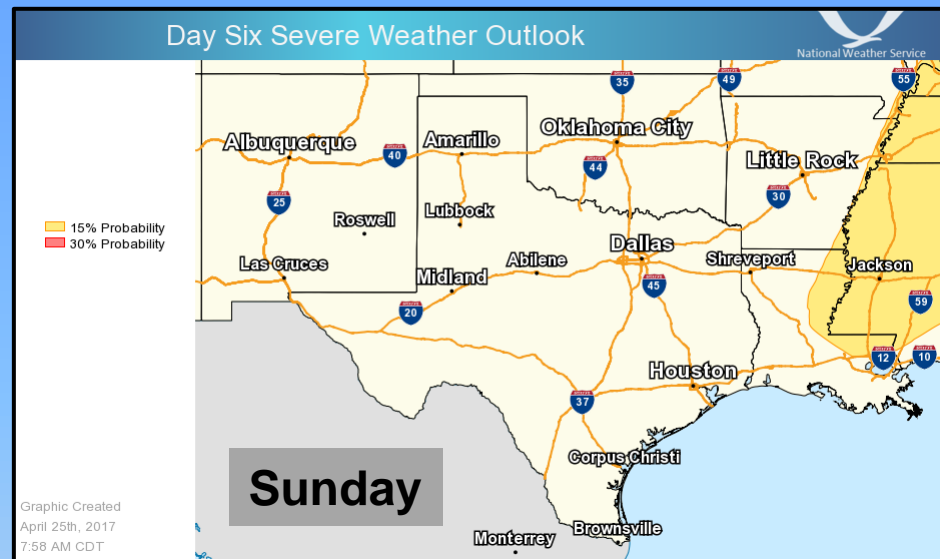 Day Six Severe Weather Outlook
National Weather Service
35
49
55
Albuquerque
Amarillo
Oklahoma City
40
44
Little Rock
30
25
Roswell
Lubbock
15% Probability
30% Probability
Las Cruces
Midland
Abilene
Dallas
Shreveport
Jackson
45
20
59
Houston
12
10
37
Corpus Christi
Sunday
Graphic Created
April 25th, 2017
7:58 AM CDT
Monterrey
Brownsville